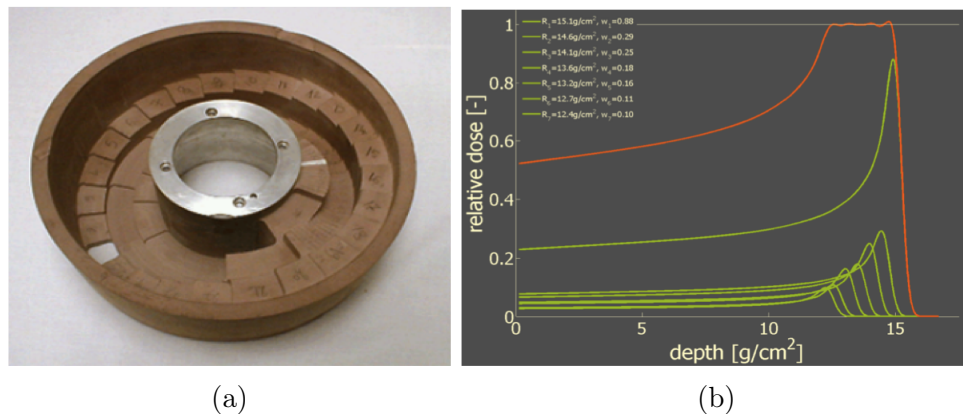 R₁=15.1g/cm², w₁=0.88
R₂=14.6g/cm², w₂=0.29
R₃=14.1g/cm², w₃=0.25
R₄=13.6g/cm², w₄=0.18
R₅=13.2g/cm², w₅=0.16
R₆=12.7g/cm², w₆=0.11
R₇=12.4g/cm², w₇=0.10
1
0.8
0.6
0.4
0.2
0
relative dose [-]
0
5
10
15
depth [g/cm²]
(a)
(b)